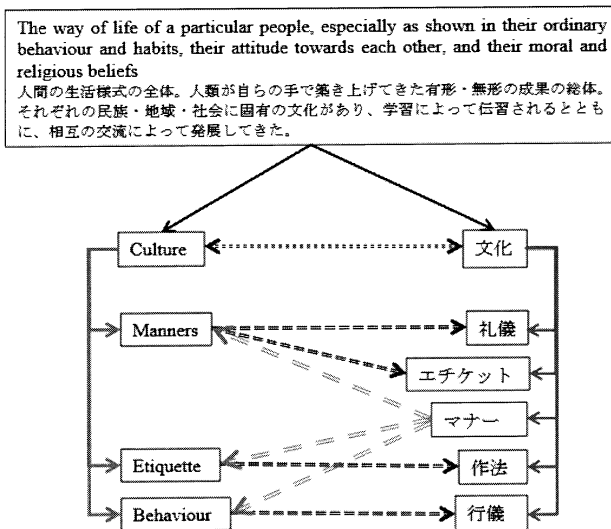 The way of life of a particular people, especially as shown in their ordinary
behaviour and habits, their attitude towards each other, and their moral and
religious beliefs
人間の生活様式の全体。人類が自らの手で築き上げてきた有形・無形の成果の総体。
それぞれの民族・地域・社会に固有の文化があり、学習によって伝習されるととも
に、相互の交流によって発展してきた。
Culture
文化
Manners
礼儀
エチケット
マナー
Etiquette
作法
Behaviour
行儀